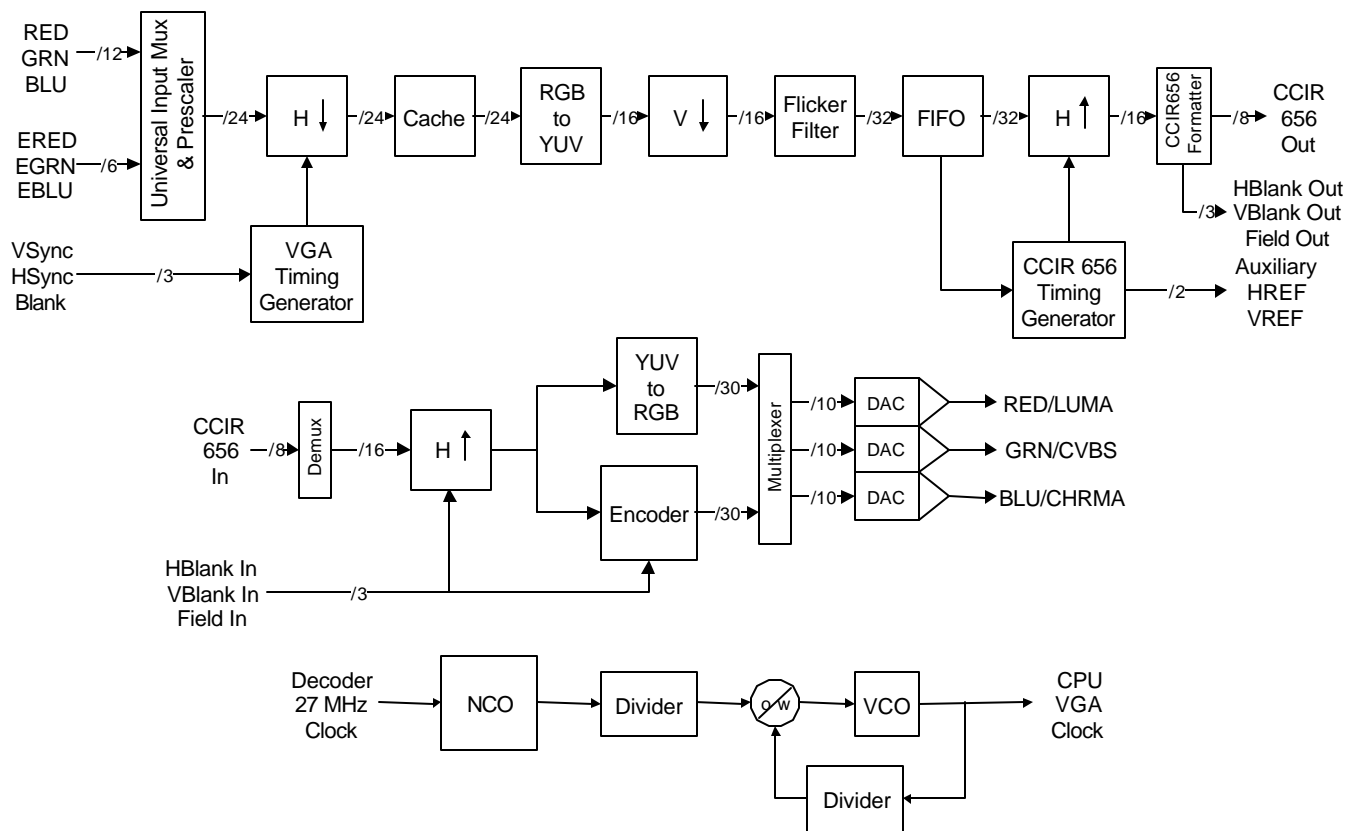 RED
GRN
BLU
/12
ERED
EGRN
EBLU
/6
Universal Input Mux
& Prescaler
/24
H ↓
/24
Cache
/24
RGB
to
YUV
/16
V ↓
/16
Flicker
Filter
/32
FIFO
/32
H ↑
/16
CCIR656
Formatter
/8
CCIR
656
Out
/3
HBlank Out
VBlank Out
Field Out
VSync
HSync
Blank
/3
VGA
Timing
Generator
CCIR 656
Timing
Generator
/2
Auxiliary
HREF
VREF
CCIR
656
In
/8
Demux
/16
H ↑
YUV
to
RGB
/30
Encoder
/30
Multiplexer
/10
DAC
RED/LUMA
/10
DAC
GRN/CVBS
/10
DAC
BLU/CHRMA
HBlank In
VBlank In
Field In
/3
Decoder
27 MHz
Clock
NCO
Divider
o w
VCO
CPU
VGA
Clock
Divider